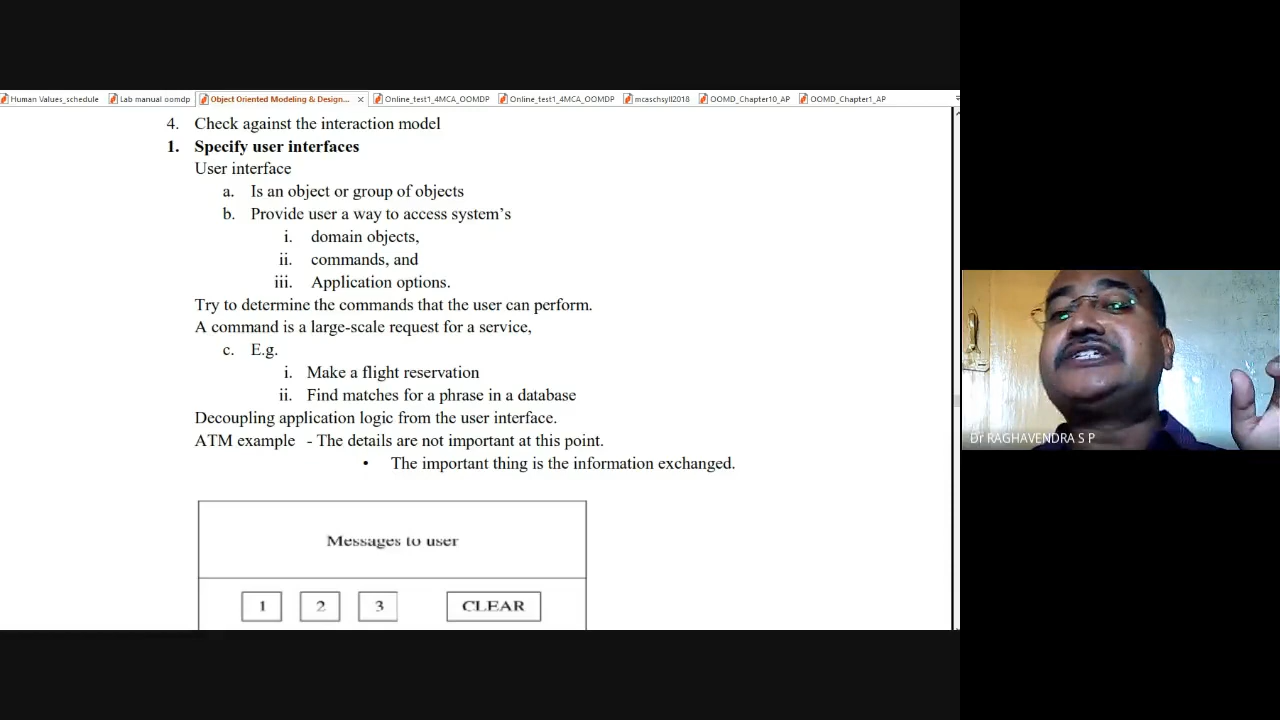 Human Values_schedule Lab manual oomdp Object Oriented Modeling & Design... Online_test1_4MCA_OOMDP Online_test1_4MCA_OOMDP mcaschsyll2018 OOMD_Chapter10_AP OOMD_Chapter1_AP
4. Check against the interaction model
1. Specify user interfaces
User interface
a. Is an object or group of objects
b. Provide user a way to access system’s
i. domain objects,
ii. commands, and
iii. Application options.
Try to determine the commands that the user can perform.
A command is a large-scale request for a service,
c. E.g.
i. Make a flight reservation
ii. Find matches for a phrase in a database
Decoupling application logic from the user interface.
ATM example - The details are not important at this point.
• The important thing is the information exchanged.
Messages to user
1 2 3 CLEAR
Dr RAGHAVENDRA S P